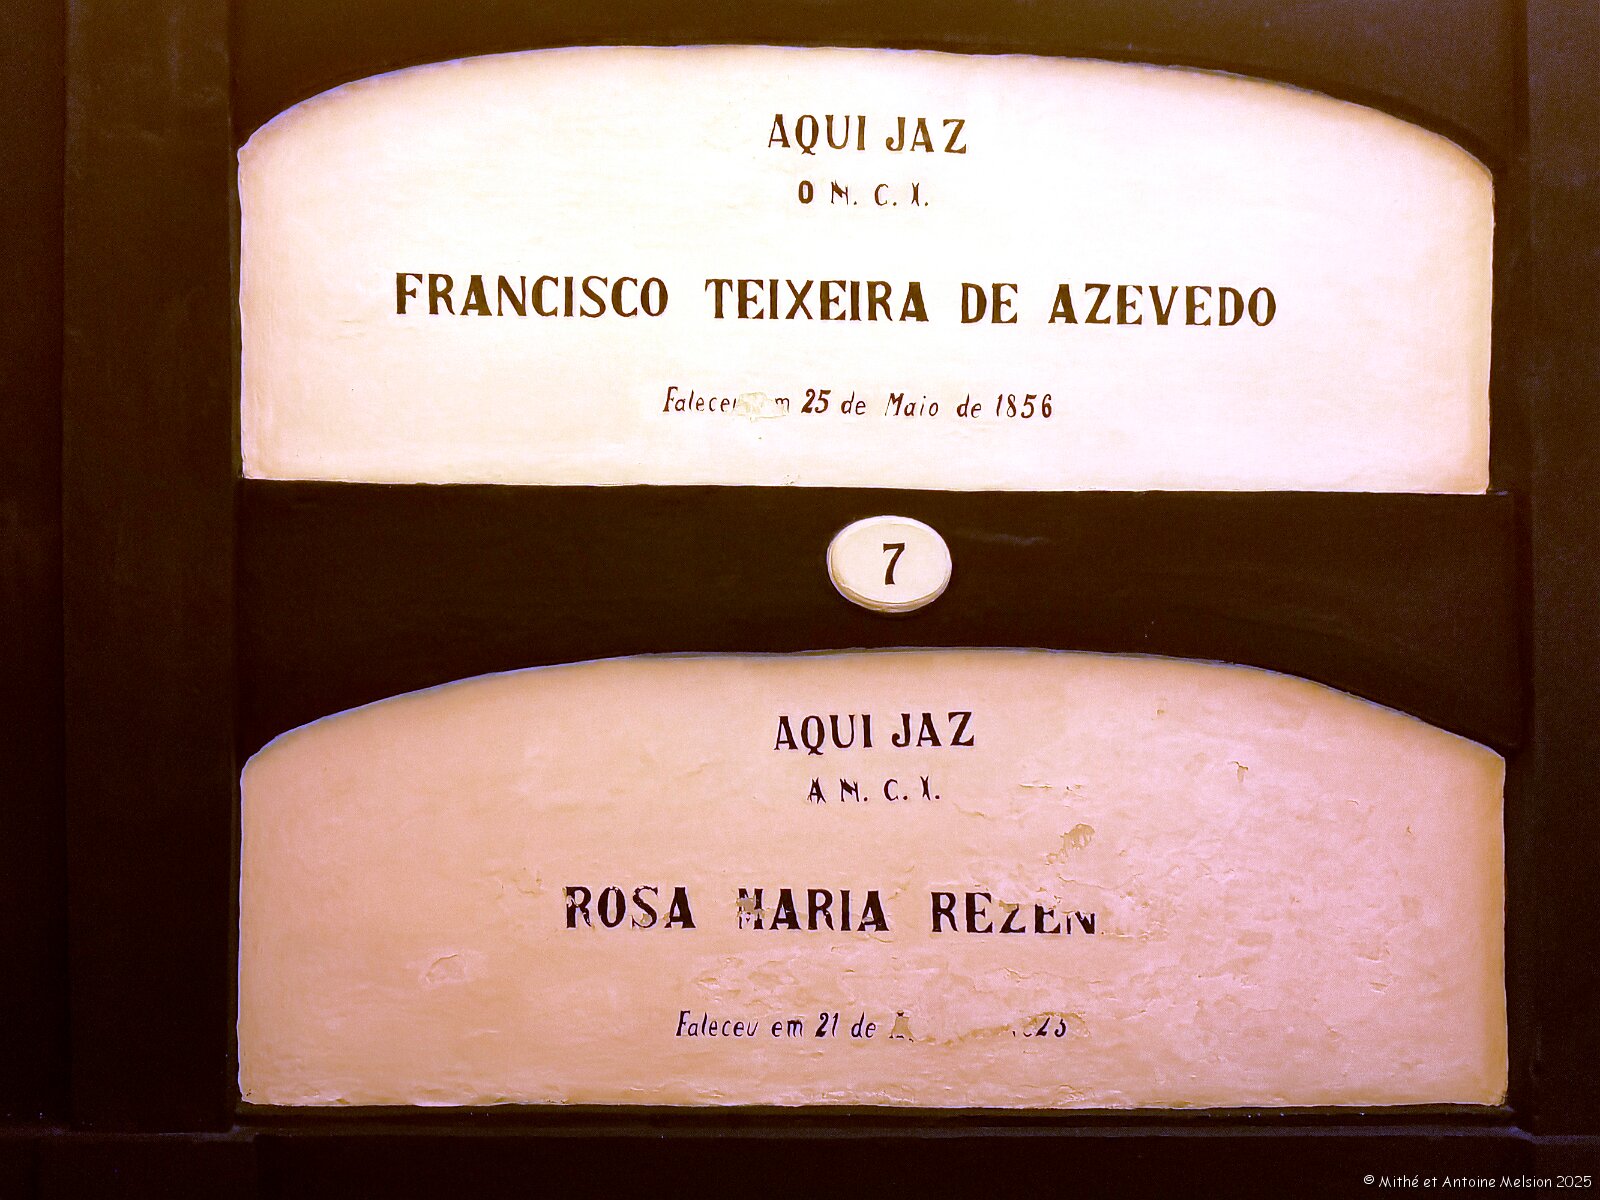 AQUI JAZ
O N. C. I.
FRANCISCO TEIXEIRA DE AZEVEDO
25 de Maio de 1856
7
AQUI JAZ
A N. C. I.
ROSA MARIA REZEN
Faleceu em 21 de
© Mithé et Antoine Melsion 2025